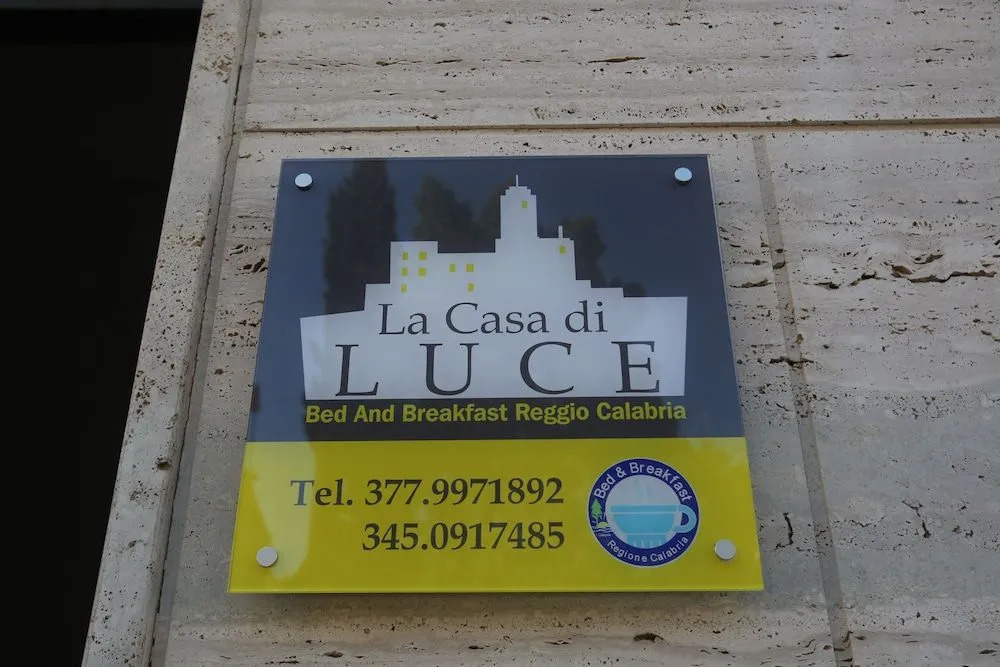 La Casa di
LUCE
Bed And Breakfast Reggio Calabria
Tel. 377.9971892
345.0917485
Bed & Breakfast
Regione Calabria